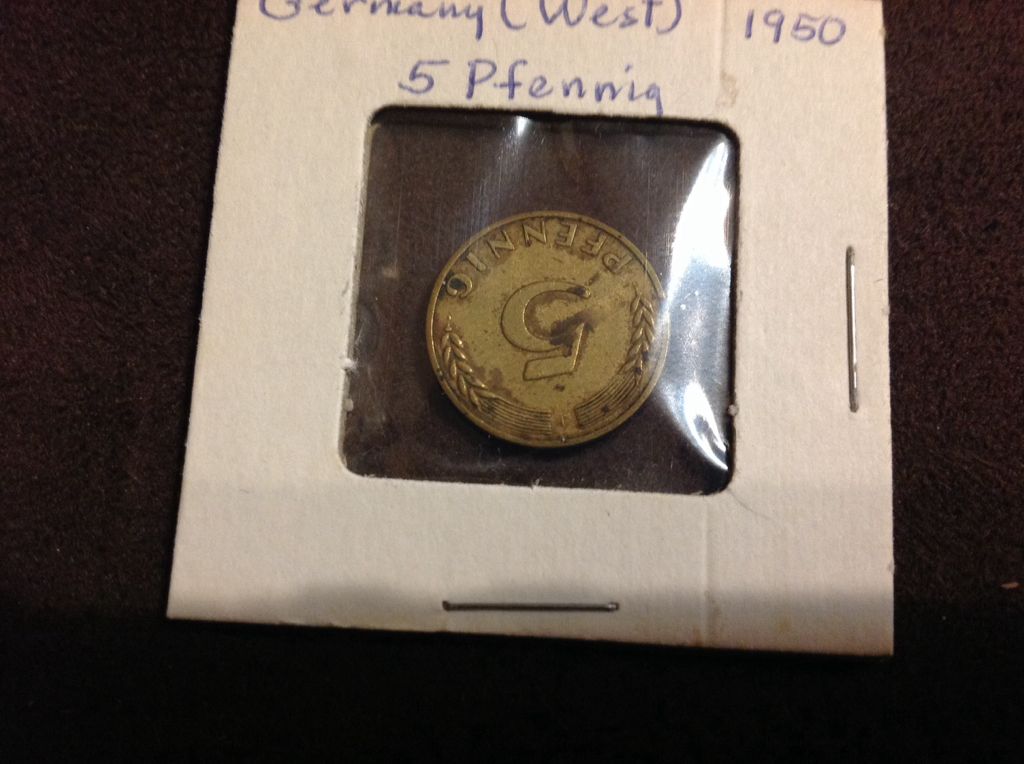 Germany (West) 1950
5 Pfennig
5
PFENNIG